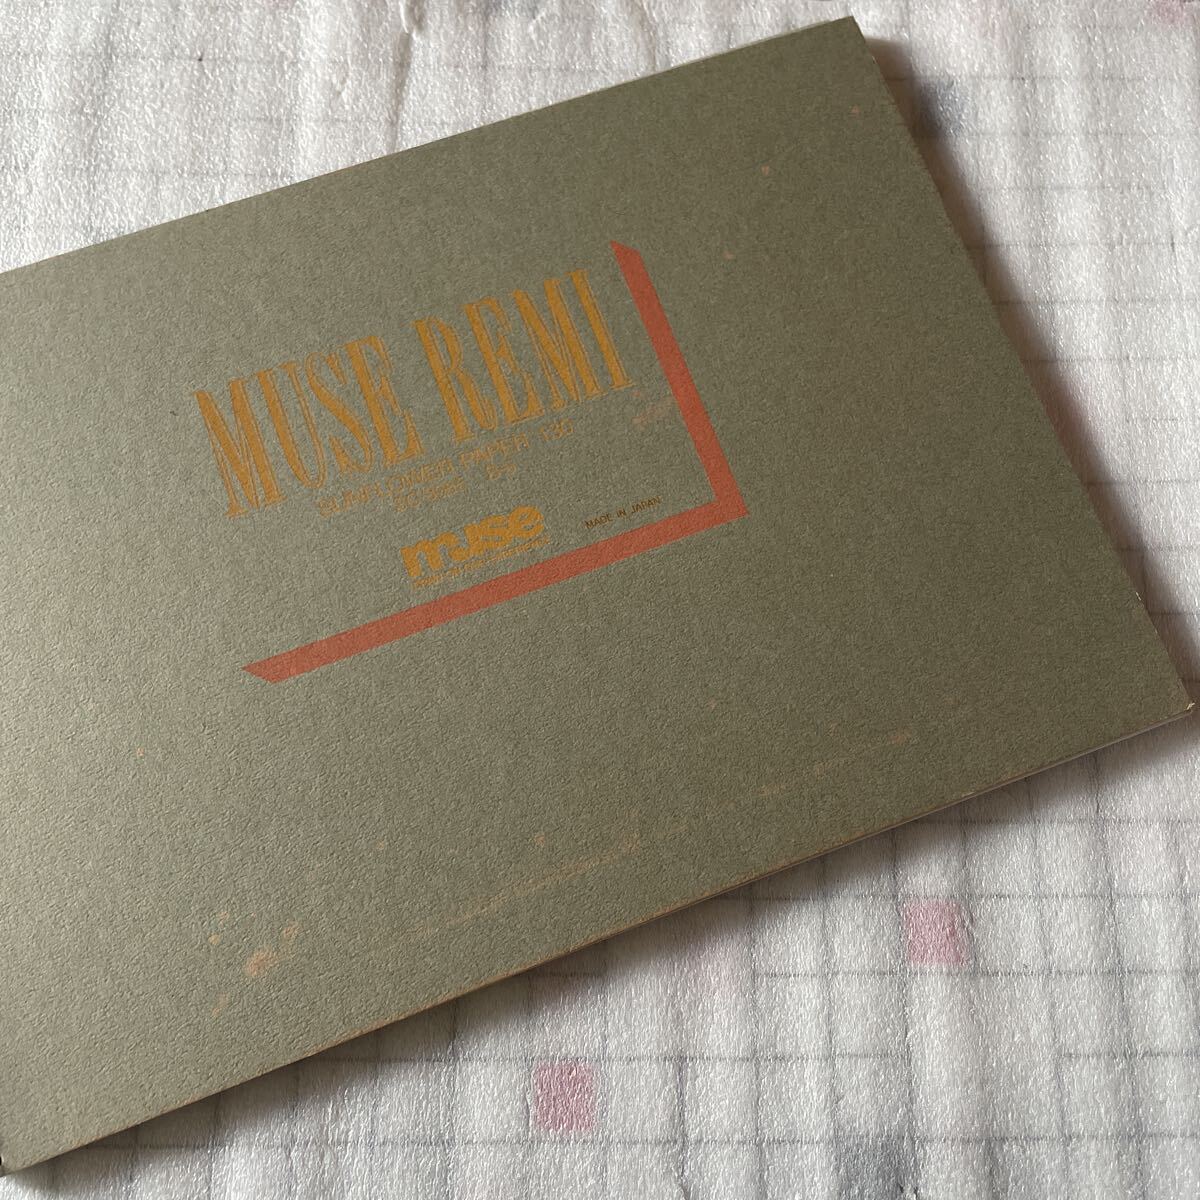 MUSE REMI
SUNFLOWER PAPER 130
muse
MADE IN JAPAN